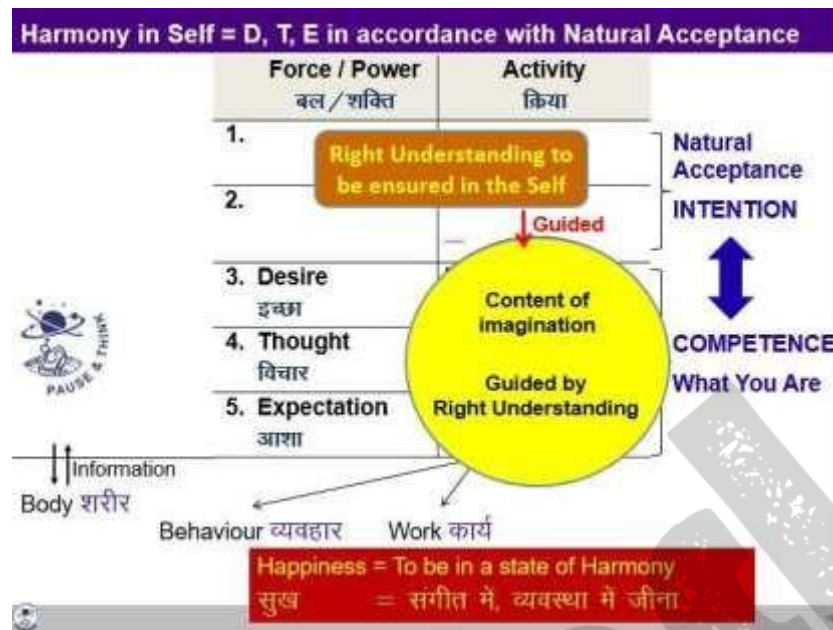 Harmony in Self = D, T, E in accordance with Natural Acceptance
Force / Power
बल / शक्ति
Activity
क्रिया
1.
Right Understanding to
be ensured in the Self
2.
Guided
Natural
Acceptance
INTENTION
3. Desire
इच्छा
4. Thought
विचार
5. Expectation
आशा
Content of
imagination
Guided by
Right Understanding
COMPETENCE
What You Are
PAUSE & THINK
Information
Body शरीर
Behaviour व्यवहार
Work कार्य
Happiness = To be in a state of Harmony
सुख = संगीत में, व्यवस्था में जीना